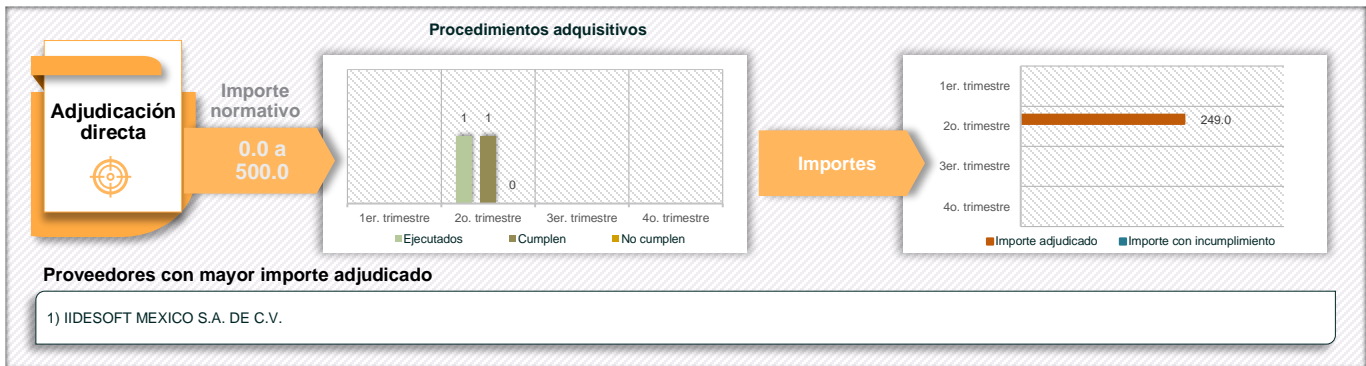 Procedimientos adquisitivos
Adjudicación
directa
Importe
normativo
0.0 a
500.0
1 1
0
1er. trimestre 2o. trimestre 3er. trimestre 4o. trimestre
Ejecutados Cumplen No cumplen
Importes
1er. trimestre
2o. trimestre 249.0
3er. trimestre
4o. trimestre
Importe adjudicado Importe con incumplimiento
Proveedores con mayor importe adjudicado
1) IIDESOFT MEXICO S.A. DE C.V.